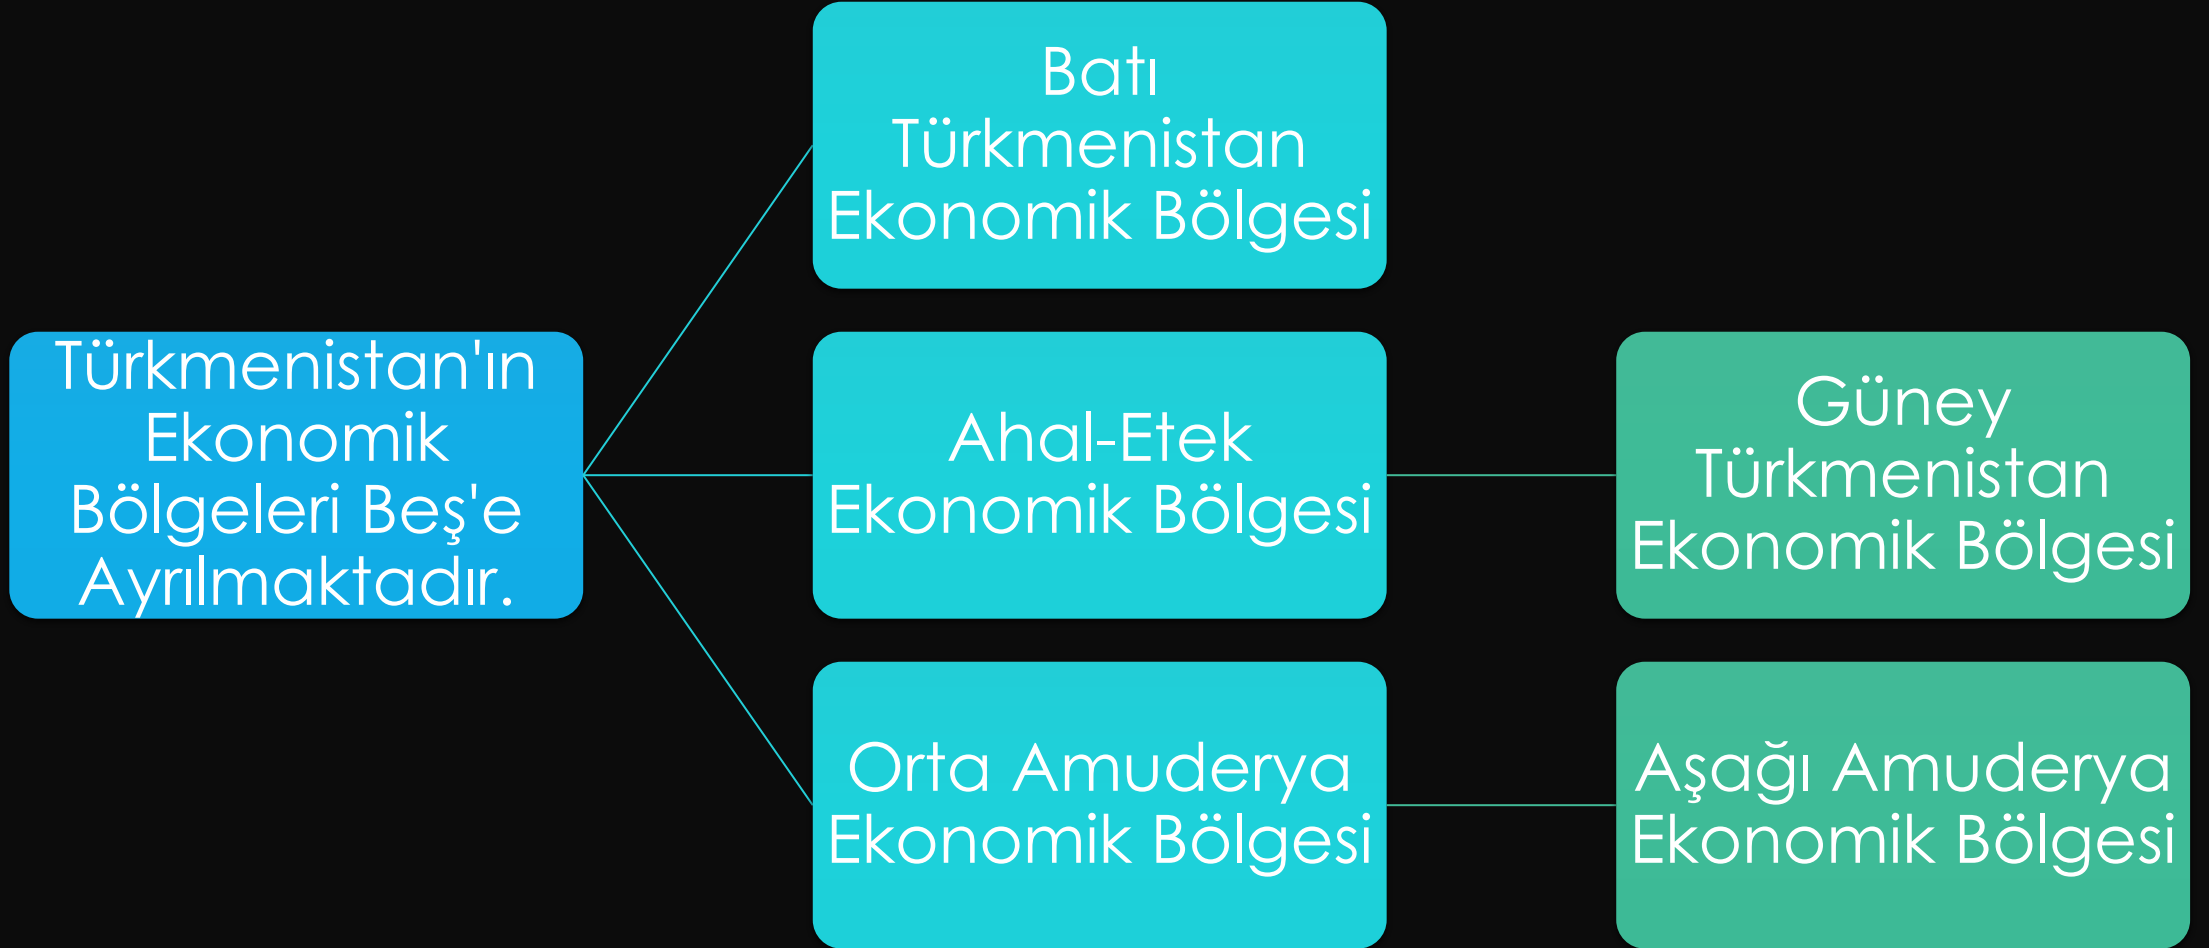 Türkmenistan'ın
Ekonomik
Bölgeleri Beş'e
Ayrılmaktadır.
Batı
Türkmenistan
Ekonomik Bölgesi
Ahal-Etek
Ekonomik Bölgesi
Güney
Türkmenistan
Ekonomik Bölgesi
Orta Amuderya
Ekonomik Bölgesi
Aşağı Amuderya
Ekonomik Bölgesi